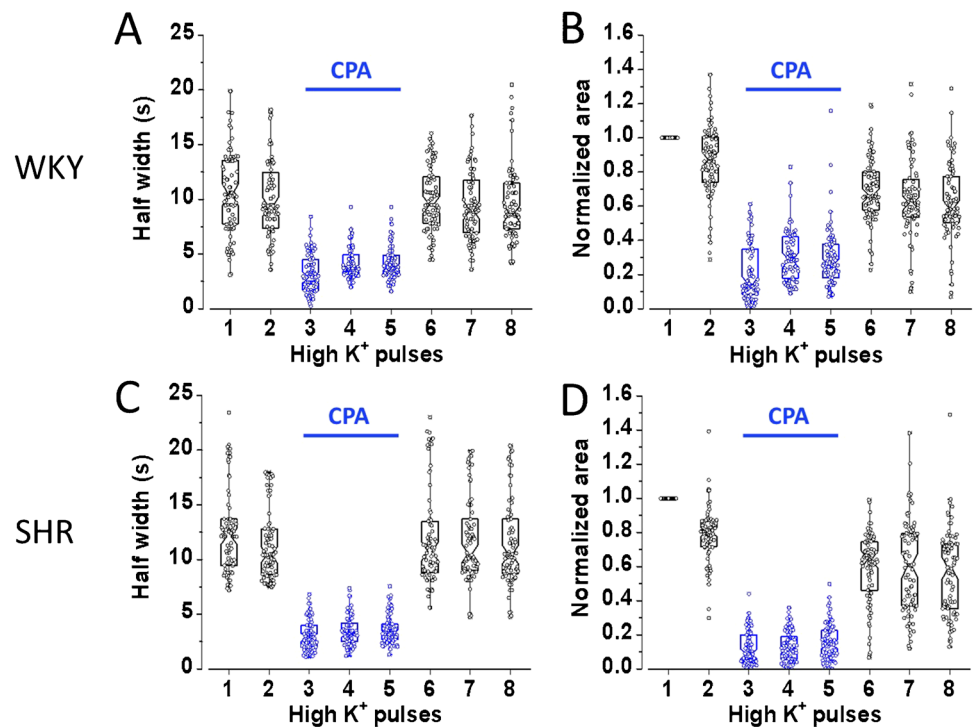 A
B
25
20
15
10
5
0
Half width (s)
CPA
1 2 3 4 5 6 7 8
High K⁺ pulses
1.6
1.4
1.2
1.0
0.8
0.6
0.4
0.2
0.0
Normalized area
CPA
1 2 3 4 5 6 7 8
High K⁺ pulses
WKY
C
D
25
20
15
10
5
0
Half width (s)
CPA
1 2 3 4 5 6 7 8
High K⁺ pulses
1.6
1.4
1.2
1.0
0.8
0.6
0.4
0.2
0.0
Normalized area
CPA
1 2 3 4 5 6 7 8
High K⁺ pulses
SHR